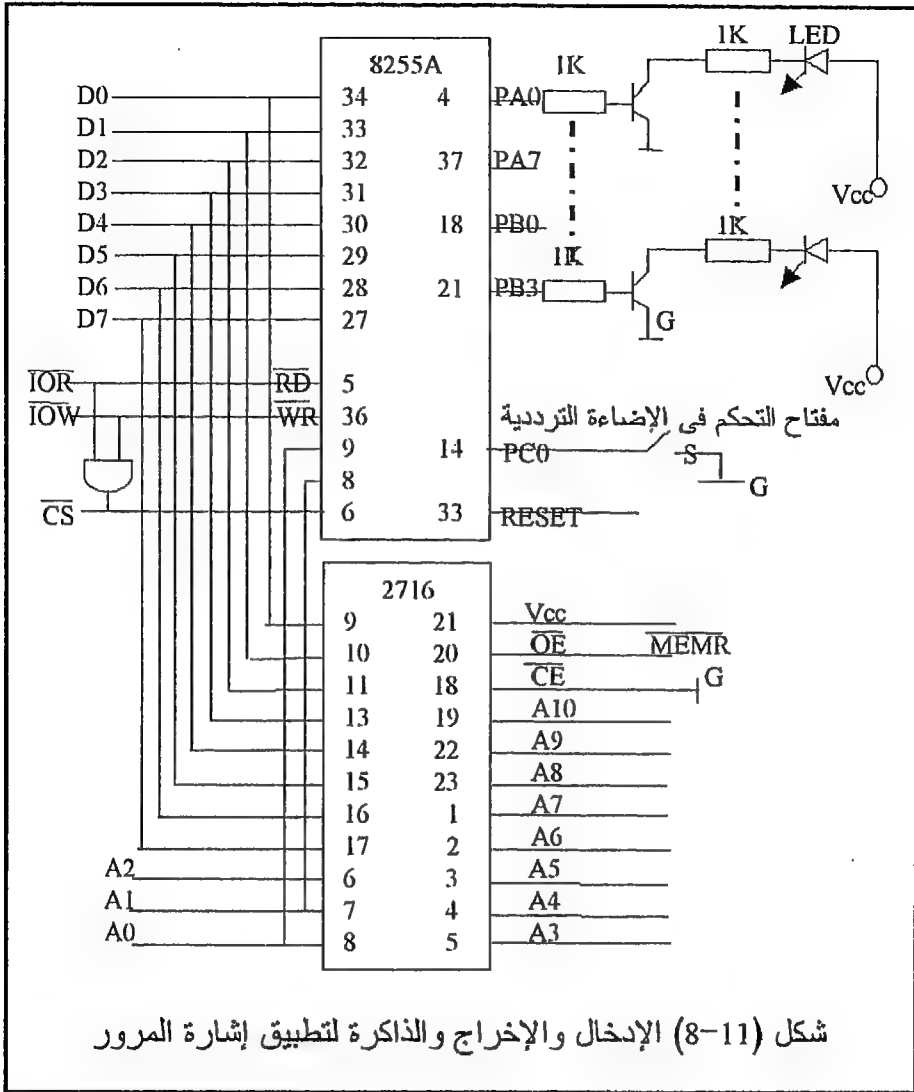 1K LED
8255A 1K
D0 34 4 PA0
D1 33
D2 32 37 PA7
D3 31 Vcc
D4 30 18 PB0 1K
D5 29 1K
D6 28 21 PB3
D7 27 G
IOR RD 5 Vcc
IOW WR 36 مفتاح التحكم فى الإضاءة الترددية
9 14 PC0 S
8 G
CS 6 33 RESET
2716
9 21 Vcc
10 20 OE MEMR
11 18 CE G
13 19 A10
14 22 A9
15 23 A8
16 1 A7
17 2 A6
A2 6 3 A5
A1 7 4 A4
A0 8 5 A3
شكل (11-8) الإدخال والإخراج والذاكرة لتطبيق إشارة المرور